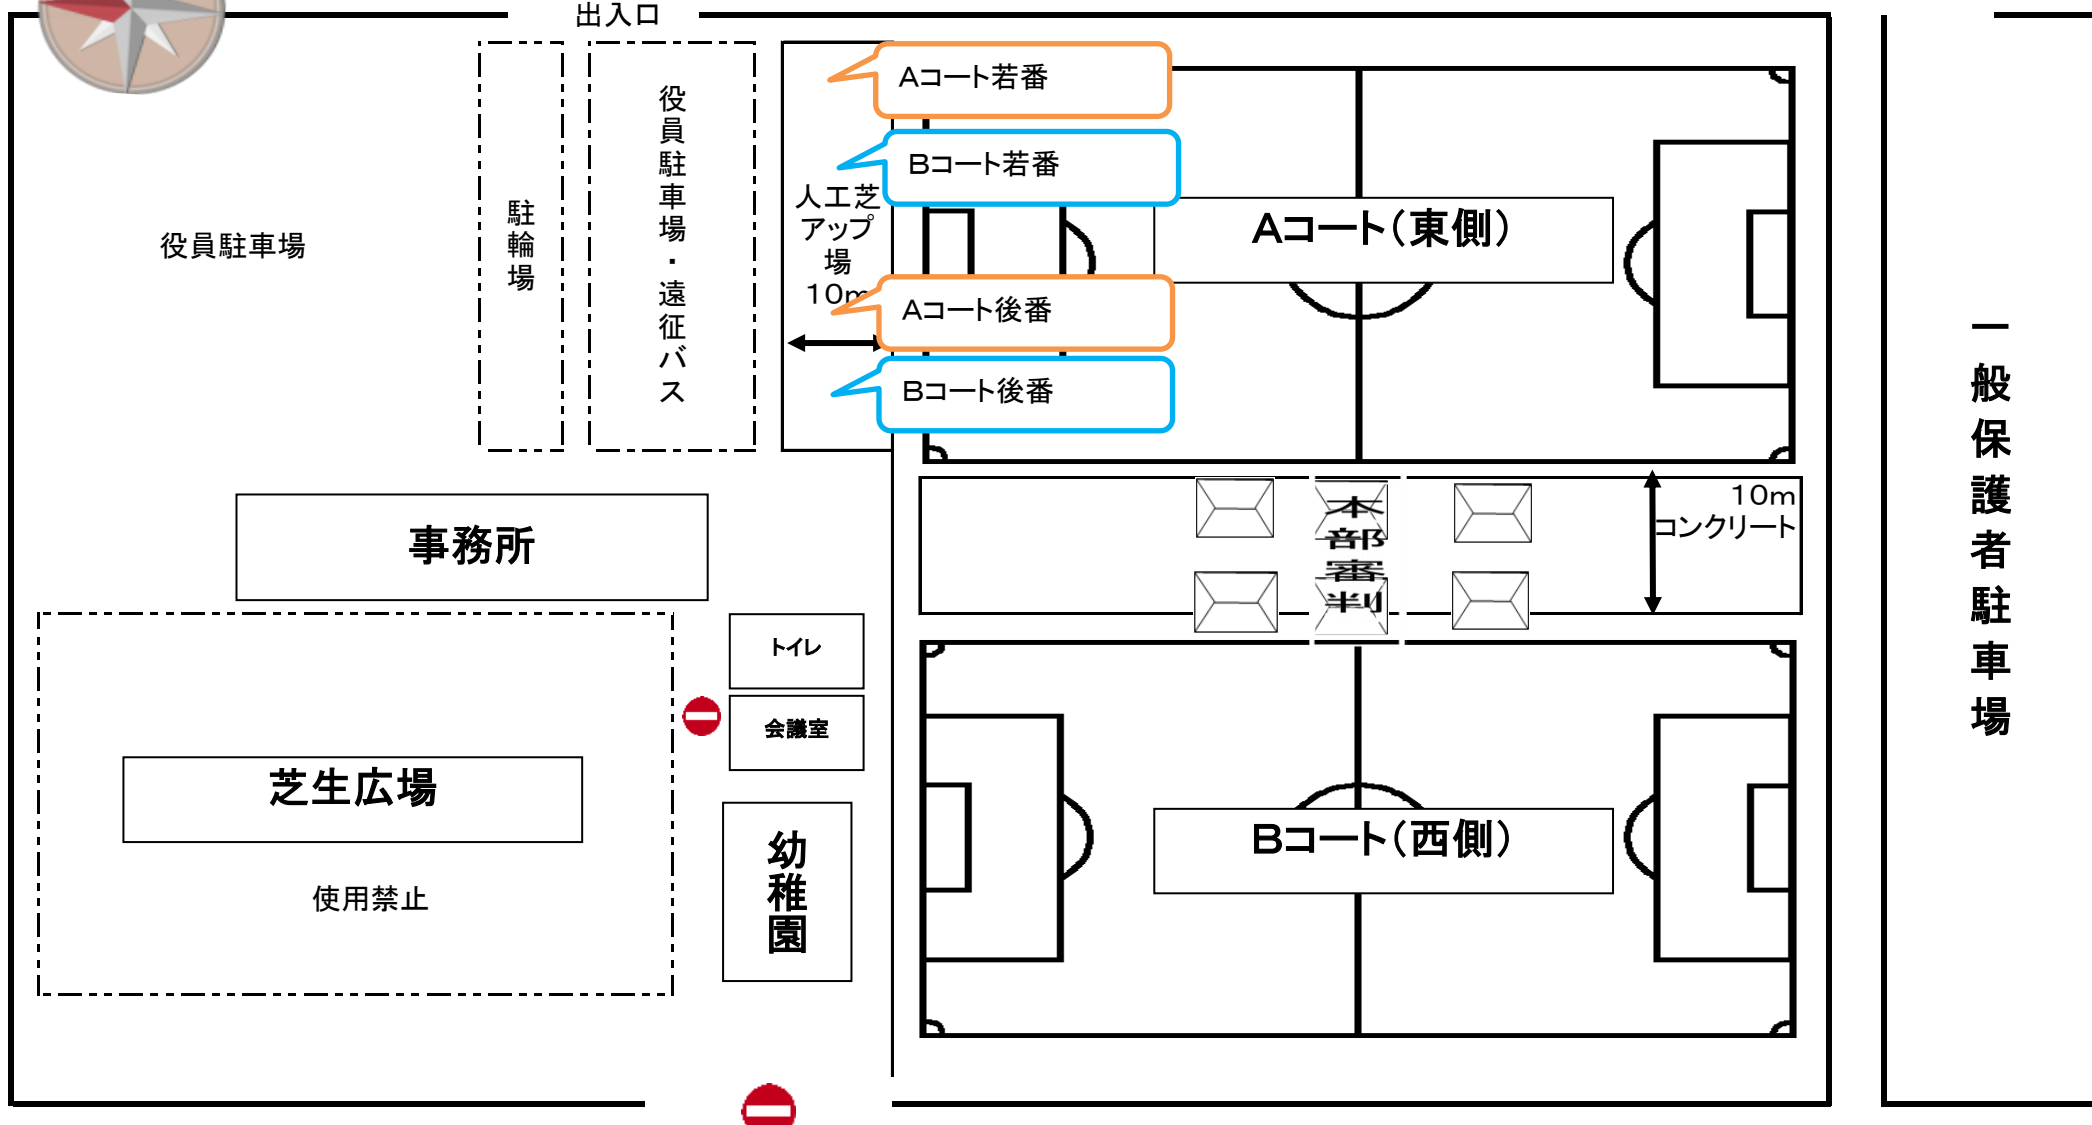 出入口
Aコート若番
役員駐車場・遠征バス
Bコート若番
人工芝
アップ
場
10m
駐輪場
役員駐車場
Aコート(東側)
Aコート後番
Bコート後番
一般保護者駐車場
事務所
本部審判
10m
コンクリート
トイレ
会議室
芝生広場
使用禁止
幼稚園
Bコート(西側)